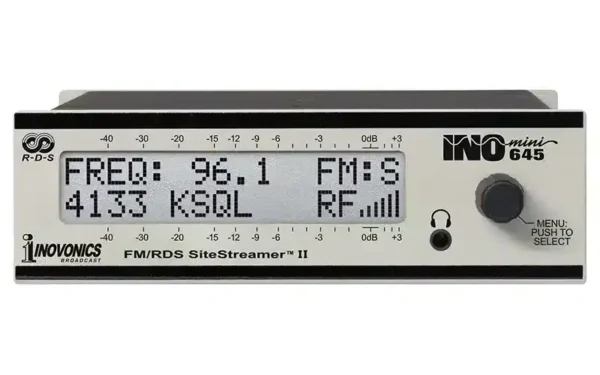 R-D-S
-40 -30 -20 -15 -12 -9 -6 -3 0dB +3
FREQ: 96.1 FM:S
4133 KSQL RF
-40 -30 -20 -15 -12 -9 -6 -3 0dB +3
iNOVONICS
BROADCAST
FM/RDS SiteStreamer™ II
INO mini
645
MENU:
PUSH TO
SELECT